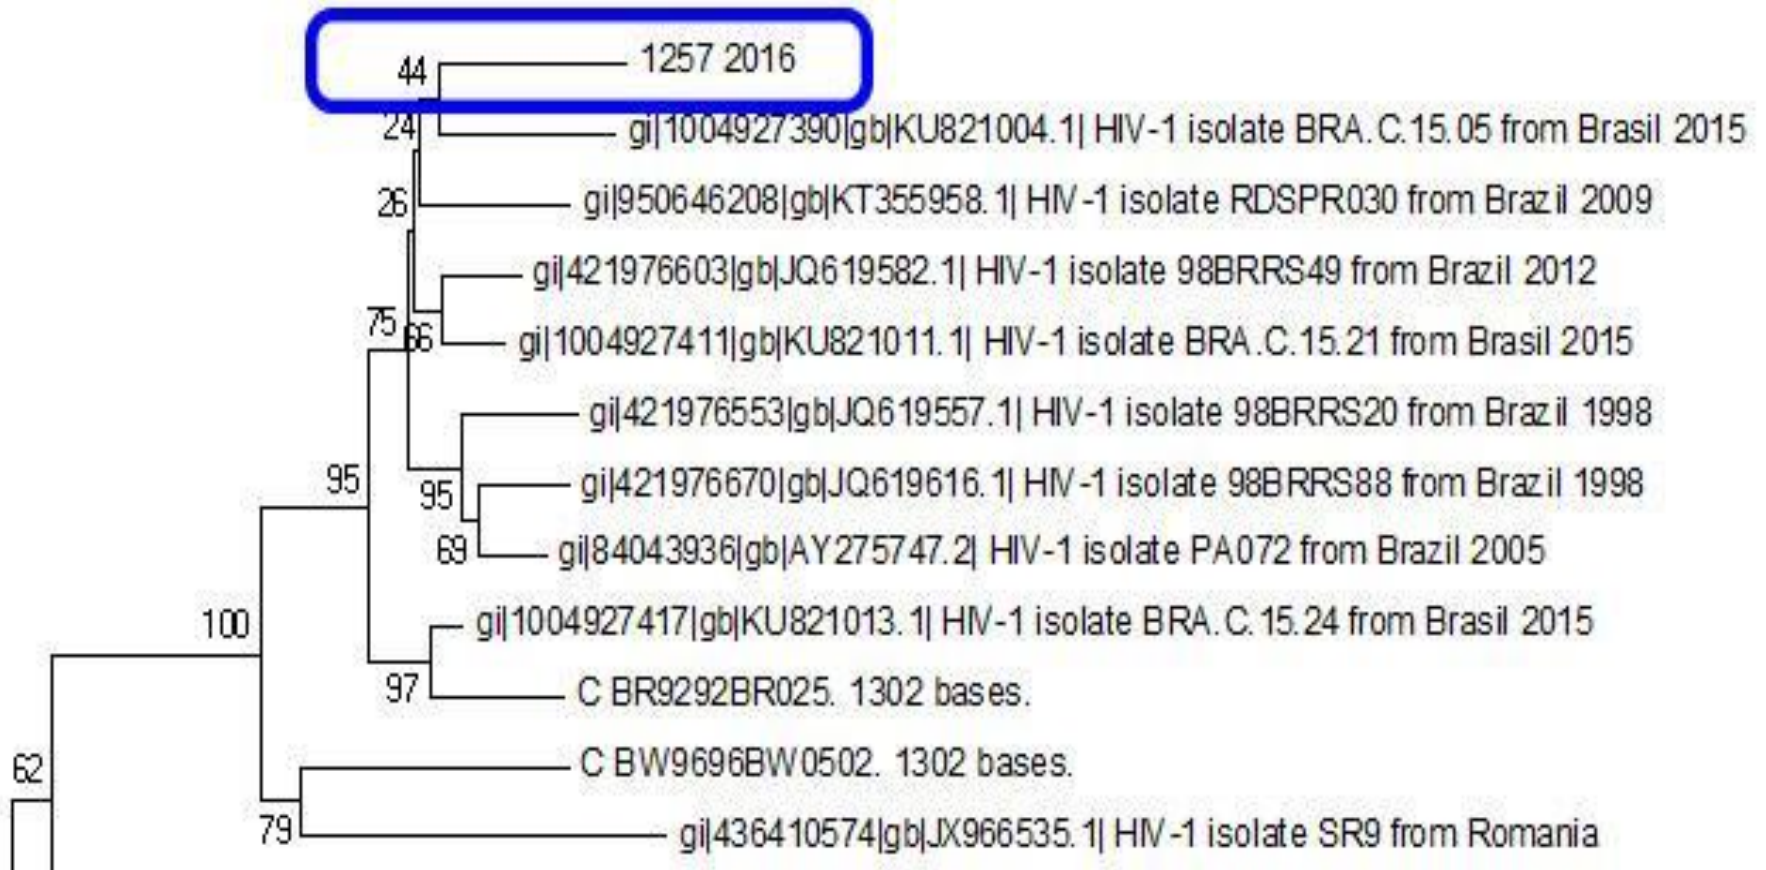 1257 2016
44
24
gi|1004927390|gb|KU821004.1| HIV-1 isolate BRA.C.15.05 from Brasil 2015
26
gi|950646208|gb|KT355958.1| HIV-1 isolate RDSPR030 from Brazil 2009
gi|421976603|gb|JQ619582.1| HIV-1 isolate 98BRRS49 from Brazil 2012
75
66
gi|1004927411|gb|KU821011.1| HIV-1 isolate BRA.C.15.21 from Brasil 2015
gi|421976553|gb|JQ619557.1| HIV-1 isolate 98BRRS20 from Brazil 1998
95
95
gi|421976670|gb|JQ619616.1| HIV-1 isolate 98BRRS88 from Brazil 1998
69
gi|84043936|gb|AY275747.2| HIV-1 isolate PA072 from Brazil 2005
100
gi|1004927417|gb|KU821013.1| HIV-1 isolate BRA.C.15.24 from Brasil 2015
97
C BR9292BR025. 1302 bases.
62
C BW9696BW0502. 1302 bases.
79
gi|436410574|gb|JX966535.1| HIV-1 isolate SR9 from Romania